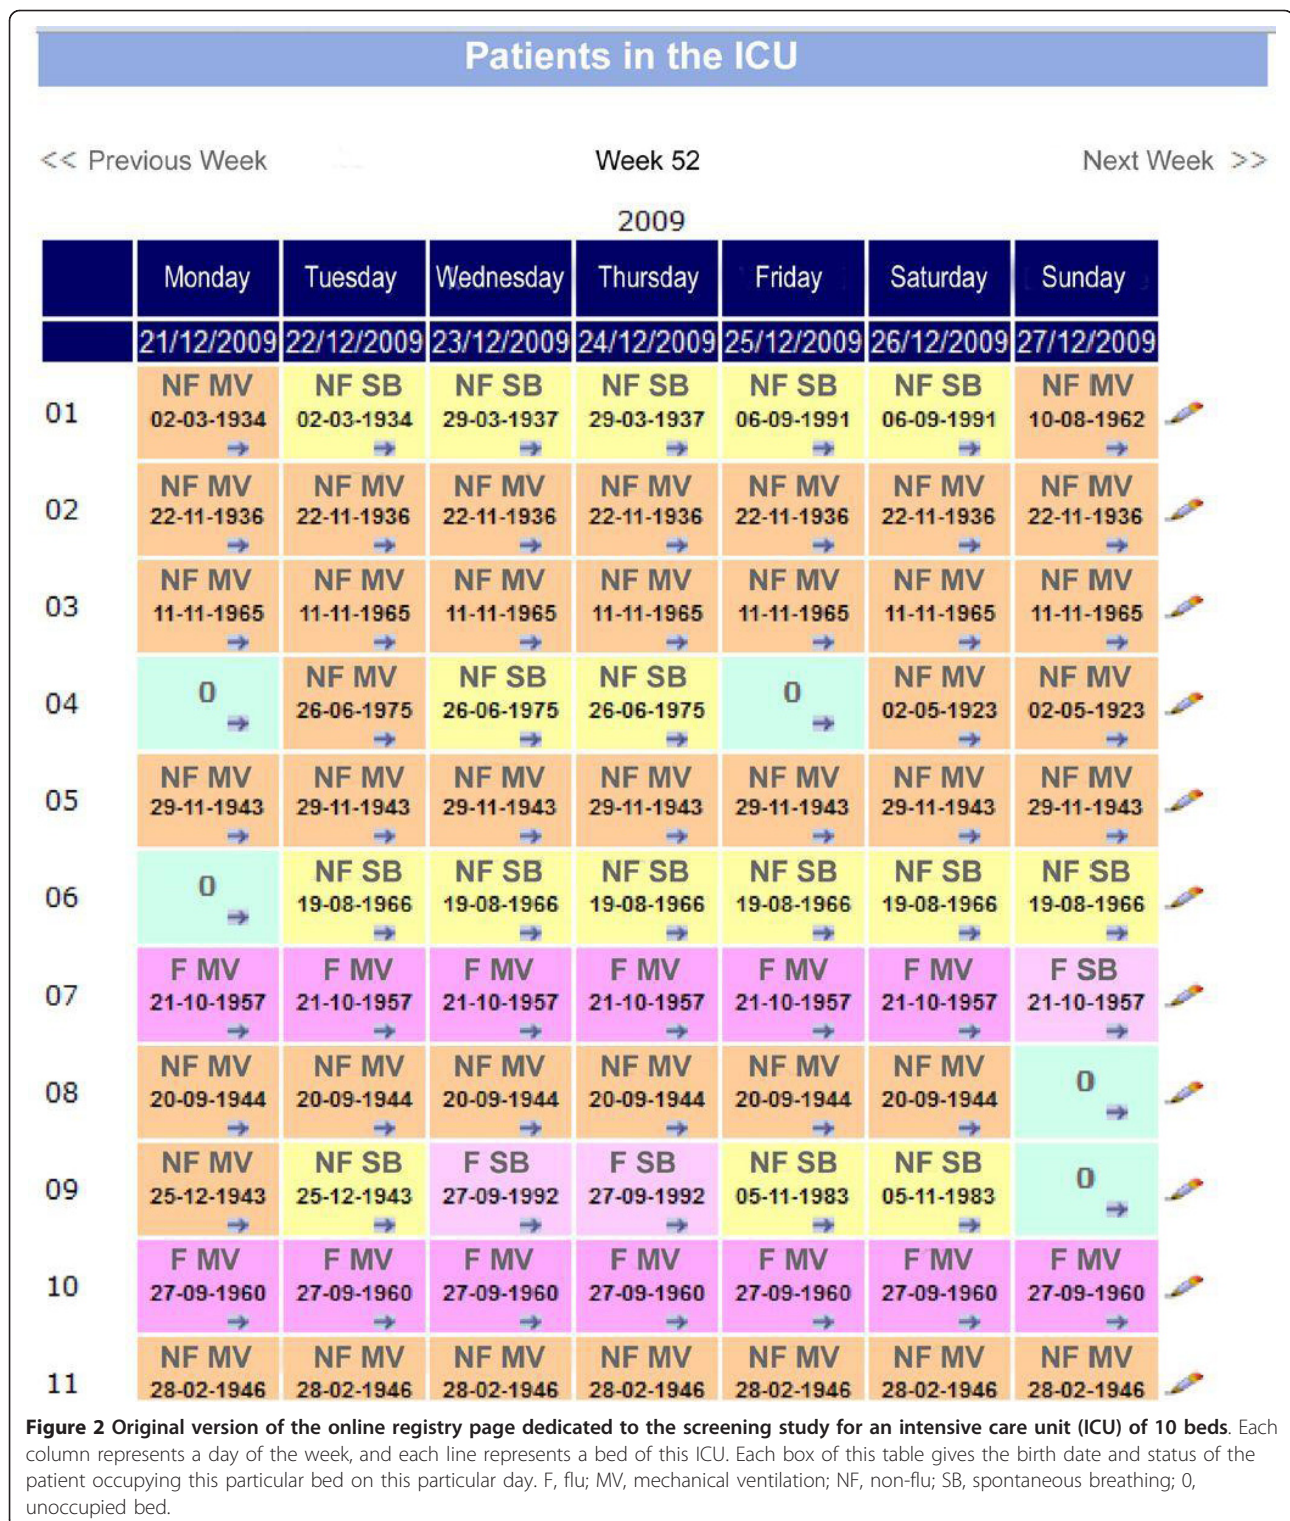 Patients in the ICU
<< Previous Week Week 52 Next Week >>
2009
Monday Tuesday Wednesday Thursday Friday Saturday Sunday
21/12/2009 22/12/2009 23/12/2009 24/12/2009 25/12/2009 26/12/2009 27/12/2009
NF MV NF SB NF SB NF SB NF SB NF SB NF MV
01 02-03-1934 02-03-1934 29-03-1937 29-03-1937 06-09-1991 06-09-1991 10-08-1962
NF MV NF MV NF MV NF MV NF MV NF MV NF MV
02 22-11-1936 22-11-1936 22-11-1936 22-11-1936 22-11-1936 22-11-1936 22-11-1936
NF MV NF MV NF MV NF MV NF MV NF MV NF MV
03 11-11-1965 11-11-1965 11-11-1965 11-11-1965 11-11-1965 11-11-1965 11-11-1965
0 NF MV NF SB NF SB 0 NF MV NF MV
04 26-06-1975 26-06-1975 26-06-1975 02-05-1923 02-05-1923
NF MV NF MV NF MV NF MV NF MV NF MV NF MV
05 29-11-1943 29-11-1943 29-11-1943 29-11-1943 29-11-1943 29-11-1943 29-11-1943
0 NF SB NF SB NF SB NF SB NF SB NF SB
06 19-08-1966 19-08-1966 19-08-1966 19-08-1966 19-08-1966 19-08-1966
F MV F MV F MV F MV F MV F MV F SB
07 21-10-1957 21-10-1957 21-10-1957 21-10-1957 21-10-1957 21-10-1957 21-10-1957
NF MV NF MV NF MV NF MV NF MV NF MV 0
08 20-09-1944 20-09-1944 20-09-1944 20-09-1944 20-09-1944 20-09-1944
NF MV NF SB F SB F SB NF SB NF SB 0
09 25-12-1943 25-12-1943 27-09-1992 27-09-1992 05-11-1983 05-11-1983
F MV F MV F MV F MV F MV F MV F MV
10 27-09-1960 27-09-1960 27-09-1960 27-09-1960 27-09-1960 27-09-1960 27-09-1960
NF MV NF MV NF MV NF MV NF MV NF MV NF MV
11 28-02-1946 28-02-1946 28-02-1946 28-02-1946 28-02-1946 28-02-1946 28-02-1946
Figure 2 Original version of the online registry page dedicated to the screening study for an intensive care unit (ICU) of 10 beds. Each
column represents a day of the week, and each line represents a bed of this ICU. Each box of this table gives the birth date and status of the
patient occupying this particular bed on this particular day. F, flu; MV, mechanical ventilation; NF, non-flu; SB, spontaneous breathing; 0,
unoccupied bed.